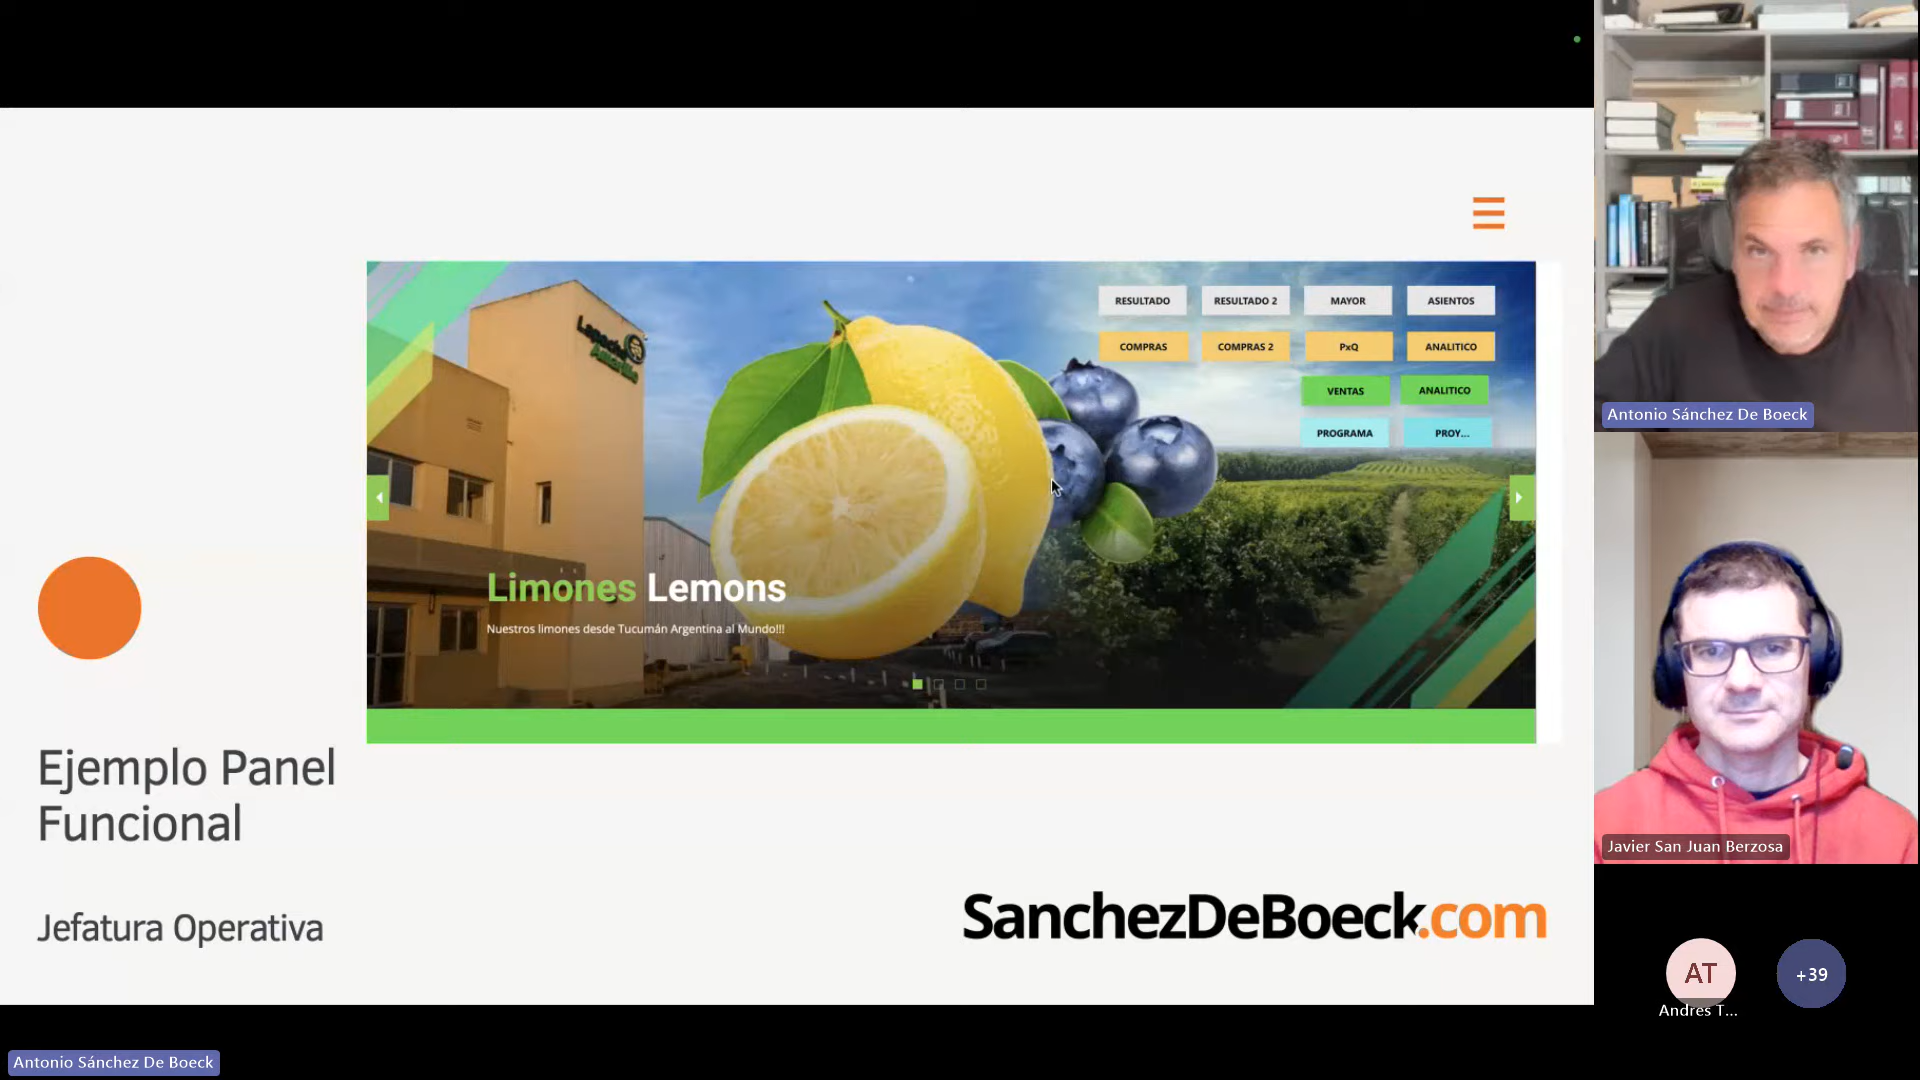 RESULTADO
RESULTADO 2
MAYOR
ASIENTOS
COMPRAS
COMPRAS 2
PxQ
ANALITICO
VENTAS
ANALITICO
PROGRAMA
PROY...
Lapacho
Amarillo
Limones Lemons
Nuestros limones desde Tucumán Argentina al Mundo!!!
Ejemplo Panel
Funcional
Jefatura Operativa
SanchezDeBoeck.com
Antonio Sánchez De Boeck
Javier San Juan Berzosa
AT
+39
Andres T...
Antonio Sánchez De Boeck